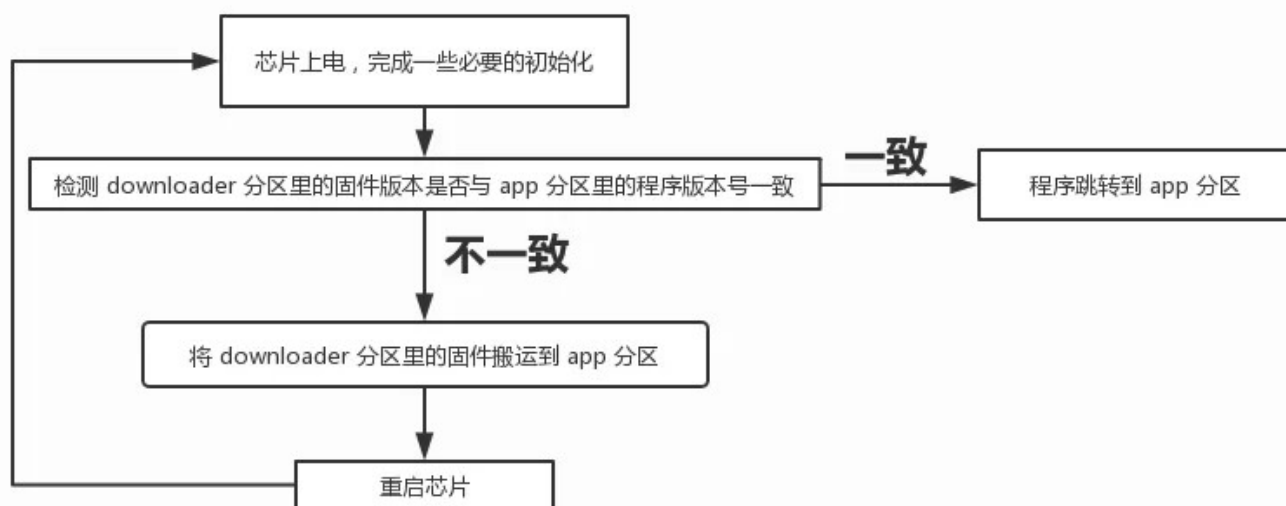 芯片上电，完成一些必要的初始化
检测 downloader 分区里的固件版本是否与 app 分区里的程序版本号一致
一致
程序跳转到 app 分区
不一致
将 downloader 分区里的固件搬运到 app 分区
重启芯片